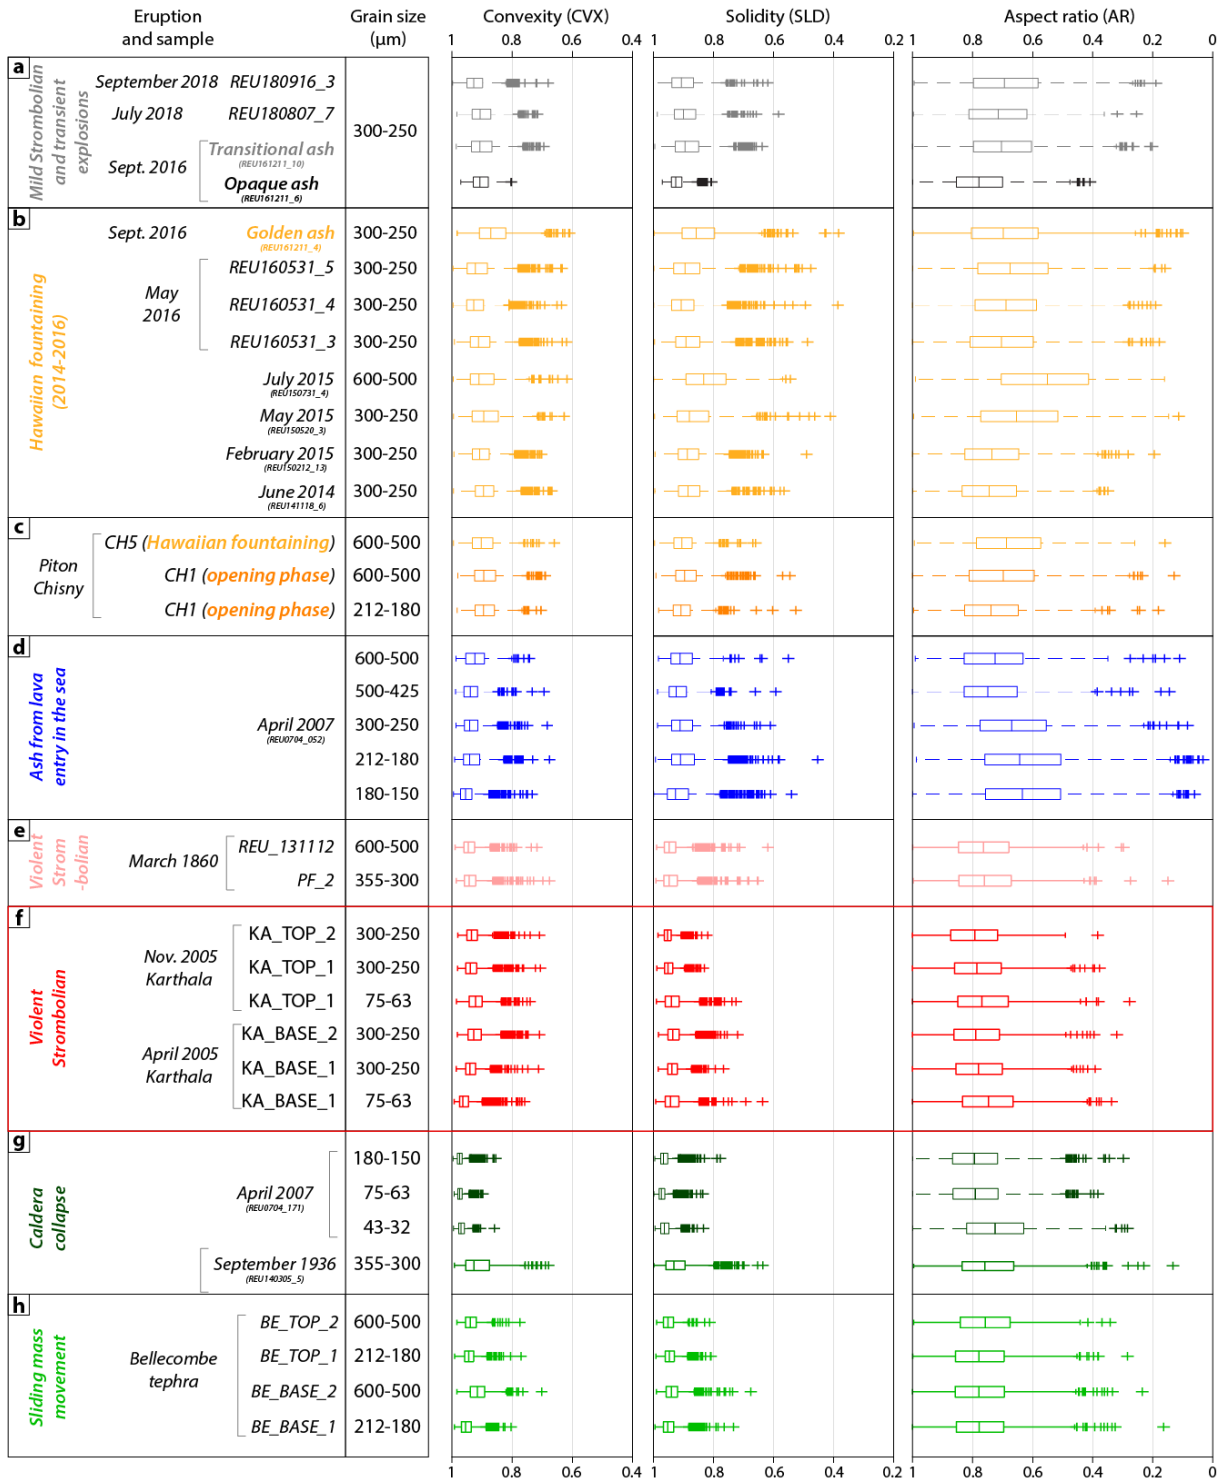 Eruption
and sample
Grain size
(μm)
Convexity (CVX)
Solidity (SLD)
Aspect ratio (AR)
1 0.8 0.6 0.4
1 0.8 0.6 0.4 0.2
1 0.8 0.6 0.4 0.2 0
a
Mild Strombolian
and transient
explosions
September 2018 REU180916_3
July 2018 REU180807_7
300-250
Sept. 2016
Transitional ash
(REU161211_10)
Opaque ash
(REU161211_6)
b
Hawaiian fountaining
(2014-2016)
Sept. 2016 Golden ash 300-250
(REU161211_4)
May
2016
REU160531_5 300-250
REU160531_4 300-250
REU160531_3 300-250
July 2015 600-500
(REU150731_4)
May 2015 300-250
(REU150520_3)
February 2015 300-250
(REU150212_13)
June 2014 300-250
(REU141118_6)
c
Piton
Chisny
CH5 (Hawaiian fountaining) 600-500
CH1 (opening phase) 600-500
CH1 (opening phase) 212-180
d
Ash from lava
entry in the sea
April 2007
(REU0704_052)
600-500
500-425
300-250
212-180
180-150
e
Violent
Strom
-bolian
March 1860
REU_131112 600-500
PF_2 355-300
f
Violent
Strombolian
Nov. 2005
Karthala
KA_TOP_2 300-250
KA_TOP_1 300-250
KA_TOP_1 75-63
April 2005
Karthala
KA_BASE_2 300-250
KA_BASE_1 300-250
KA_BASE_1 75-63
g
Caldera
collapse
April 2007
(REU0704_171)
180-150
75-63
43-32
September 1936 355-300
(REU140305_5)
h
Sliding mass
movement
Bellecombe
tephra
BE_TOP_2 600-500
BE_TOP_1 212-180
BE_BASE_2 600-500
BE_BASE_1 212-180
1 0.8 0.6 0.4
1 0.8 0.6 0.4 0.2
1 0.8 0.6 0.4 0.2 0